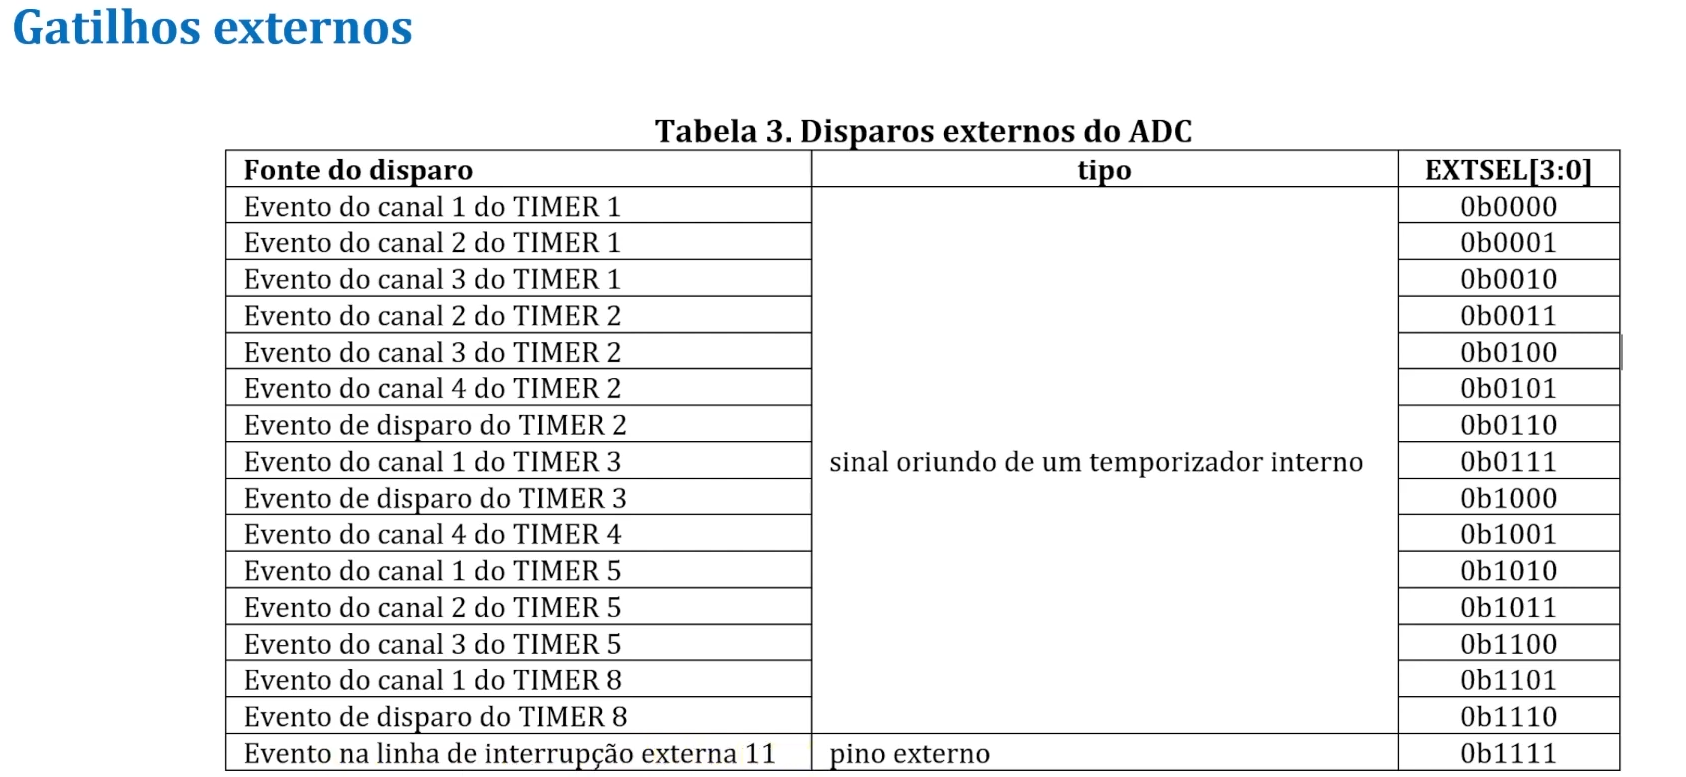 Gatilhos externos
Tabela 3. Disparos externos do ADC
Fonte do disparo tipo EXTSEL[3:0]
Evento do canal 1 do TIMER 1 0b0000
Evento do canal 2 do TIMER 1 0b0001
Evento do canal 3 do TIMER 1 0b0010
Evento do canal 2 do TIMER 2 0b0011
Evento do canal 3 do TIMER 2 0b0100
Evento do canal 4 do TIMER 2 0b0101
Evento de disparo do TIMER 2 0b0110
Evento do canal 1 do TIMER 3 sinal oriundo de um temporizador interno 0b0111
Evento de disparo do TIMER 3 0b1000
Evento do canal 4 do TIMER 4 0b1001
Evento do canal 1 do TIMER 5 0b1010
Evento do canal 2 do TIMER 5 0b1011
Evento do canal 3 do TIMER 5 0b1100
Evento do canal 1 do TIMER 8 0b1101
Evento de disparo do TIMER 8 0b1110
Evento na linha de interrupção externa 11 pino externo 0b1111